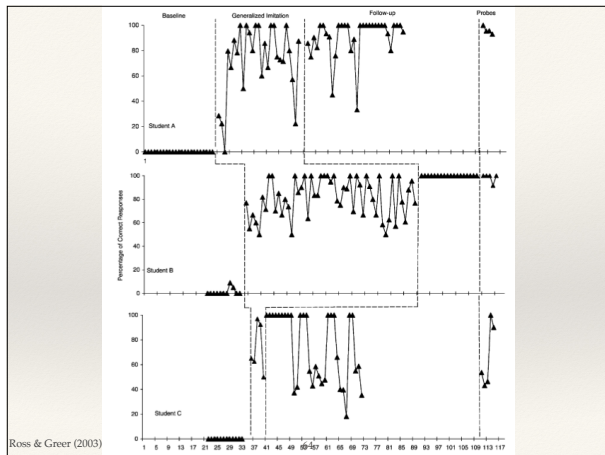 Baseline Generalized Imitation Follow-up Probes
100
80
60
40
20
0
Student A
1
Percentage of Correct Responses
100
80
60
40
20
0
Student B
100
80
60
40
20
0
Student C
1 5 9 13 17 21 25 29 33 37 41 45 49 53 57 61 65 69 73 77 81 85 89 93 97 101 105 109 113 117
Ross & Greer (2003)